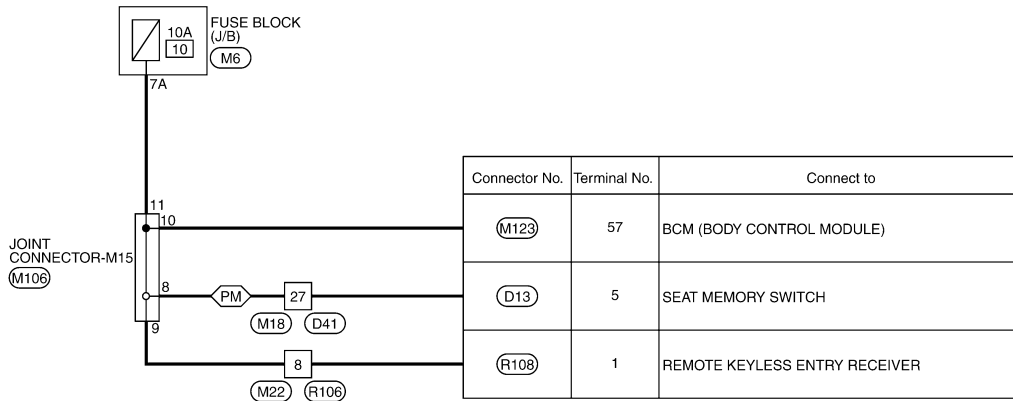 10A
10
FUSE BLOCK
(J/B)
M6
7A
11
10
JOINT
CONNECTOR-M15
M106
8
PM
27
M18
D41
9
8
M22
R106
Connector No. Terminal No. Connect to
M123 57 BCM (BODY CONTROL MODULE)
D13 5 SEAT MEMORY SWITCH
R108 1 REMOTE KEYLESS ENTRY RECEIVER